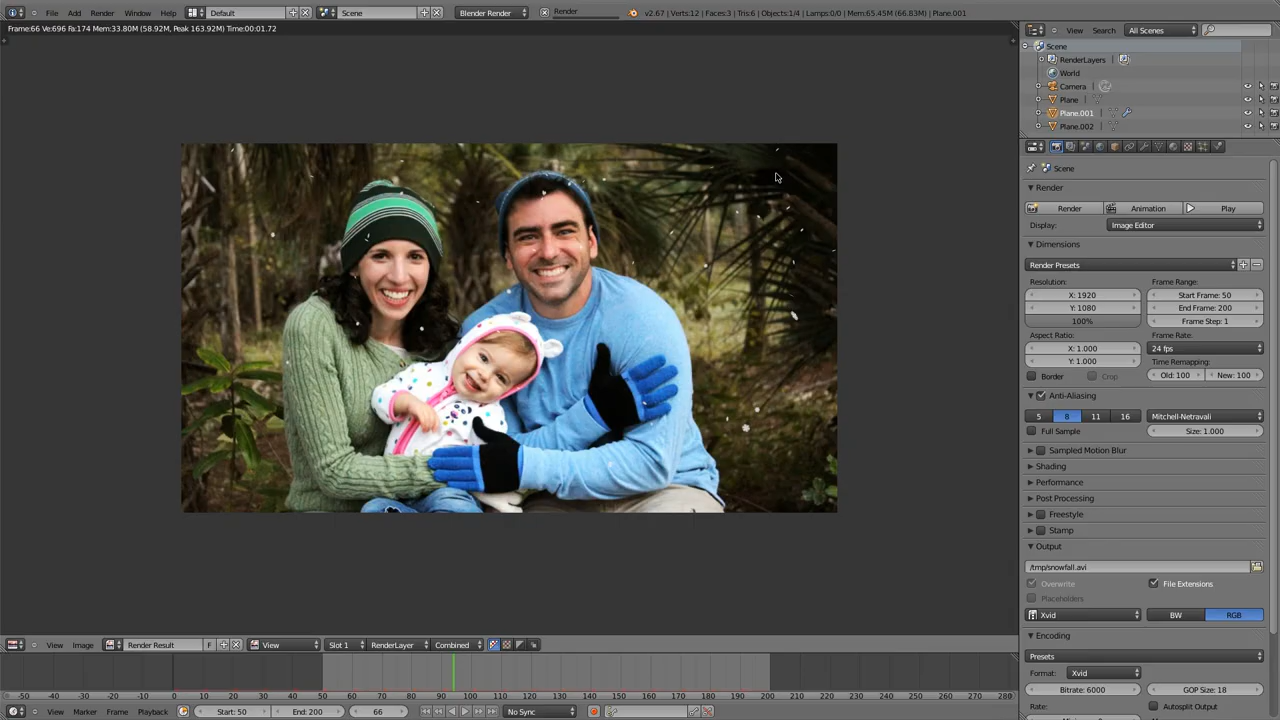 File Add Render Window Help Default Scene Blender Render Render v2.67 | Verts:12 | Faces:3 | Tris:6 | Objects:1/4 | Lamps:0/0 | Mem:65.45M (66.83M) | Plane.001
Frame:66 Ve:696 Fa:174 Mem:33.80M (58.92M, Peak 163.92M) Time:00:01.72
View Search All Scenes
Scene
RenderLayers
World
Camera
Plane
Plane.001
Plane.002
Scene
Render
Render Animation Play
Display: Image Editor
Dimensions
Render Presets
Resolution: Frame Range:
X: 1920 Start Frame: 50
Y: 1080 End Frame: 200
100% Frame Step: 1
Aspect Ratio: Frame Rate:
X: 1.000 24 fps
Y: 1.000 Time Remapping:
Border Crop Old: 100 New: 100
Anti-Aliasing
5 8 11 16 Mitchell-Netravali
Full Sample Size: 1.000
Sampled Motion Blur
Shading
Performance
Post Processing
Freestyle
Stamp
Output
/tmp/snowfall.avi
Overwrite File Extensions
Placeholders
Xvid BW RGB
Encoding
Presets
Format: Xvid
Bitrate: 6000 GOP Size: 18
Autosplit Output
View Image Render Result F View Slot 1 RenderLayer Combined
-50 -40 -30 -20 -10 0 10 20 30 40 50 60 70 80 90 100 110 120 130 140 150 160 170 180 190 200 210 220 230 240 250 260 270 280
View Marker Frame Playback Start: 50 End: 200 66 No Sync